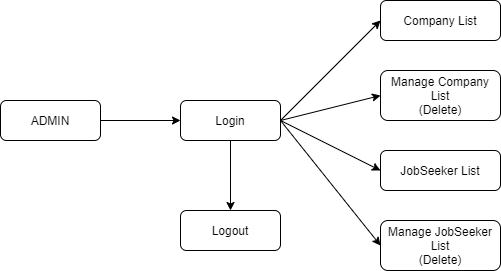 Company List
Manage Company
List
(Delete)
ADMIN
Login
JobSeeker List
Logout
Manage JobSeeker
List
(Delete)